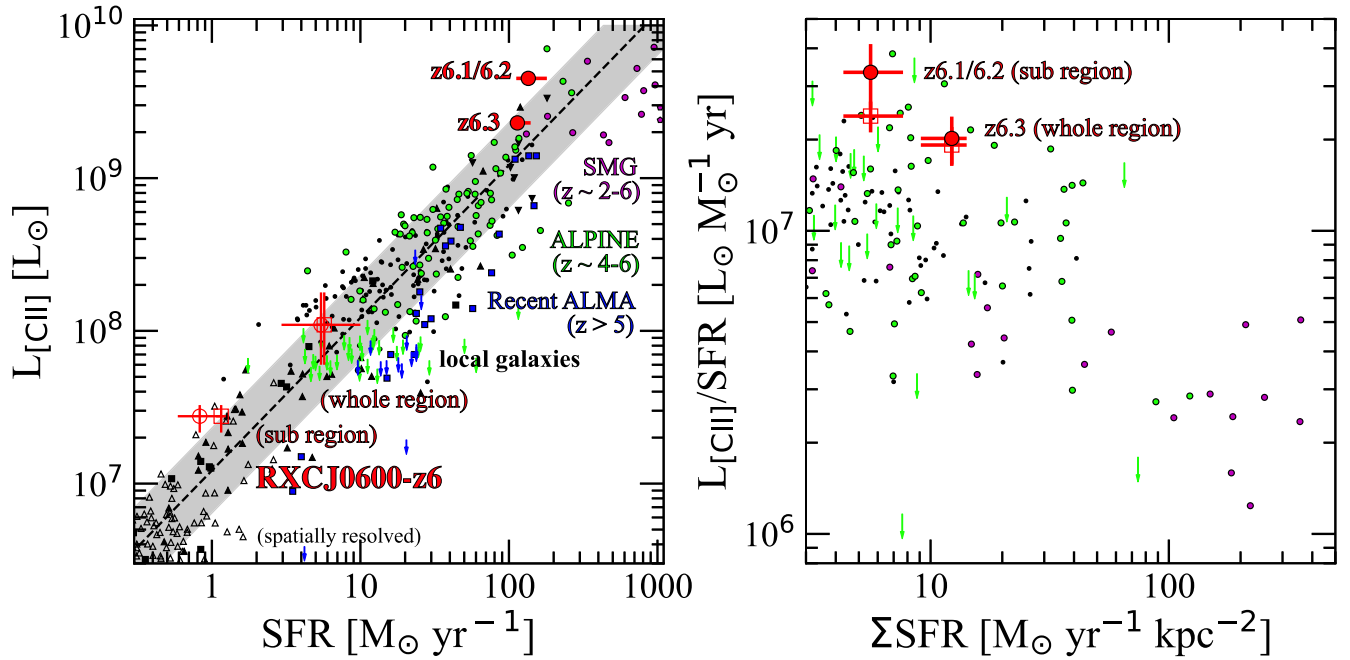 10^10
10^9
10^8
10^7
L[CII] [L⊙]
z6.1/6.2
z6.3
SMG
(z ~ 2-6)
ALPINE
(z ~ 4-6)
Recent ALMA
(z > 5)
local galaxies
(whole region)
(sub region)
RXCJ0600-z6
(spatially resolved)
1 10 100 1000
SFR [M⊙ yr^−1]
L[CII]/SFR [L⊙ M⊙^−1 yr]
10^7
10^6
z6.1/6.2 (sub region)
z6.3 (whole region)
10 100
ΣSFR [M⊙ yr^−1 kpc^−2]